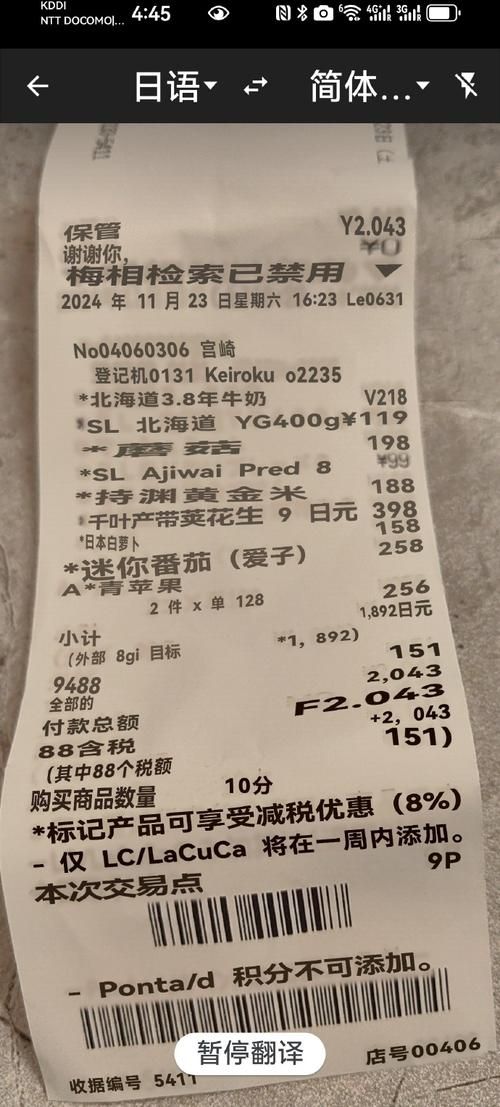 KDDI
NTT DOCOMO|...
4:45
6
4G
3G
日语
简体...
保管 Y2.043
谢谢你, ¥0
梅相检索已禁用
2024 年 11 月 23 日星期六 16:23 Le0631
No04060306 宫崎
登记机0131 Keiroku o2235
*北海道3.8年牛奶 V218
*SL 北海道 YG400g¥119
*蘑菇 198
*SL Ajiwai Pred 8 ¥99
*持渊黄金米 188
千叶产带荚花生 9 日元 398
*日本白萝卜 158
*迷你番茄（爱子） 258
A*青苹果
2 件 x 单 128 256
小计 1,892日元
（外部 8gi 目标 *1, 892)
9488 151
全部的 2,043
付款总额 F2.043
88含税 +2, 043
（其中88个税额 151)
购买商品数量 10分
*标记产品可享受减税优惠（8%）
- 仅 LC/LaCuCa 将在一周内添加。
本次交易点 9P
- Ponta/d 积分不可添加。
暂停翻译
收据编号 5411 店号00406